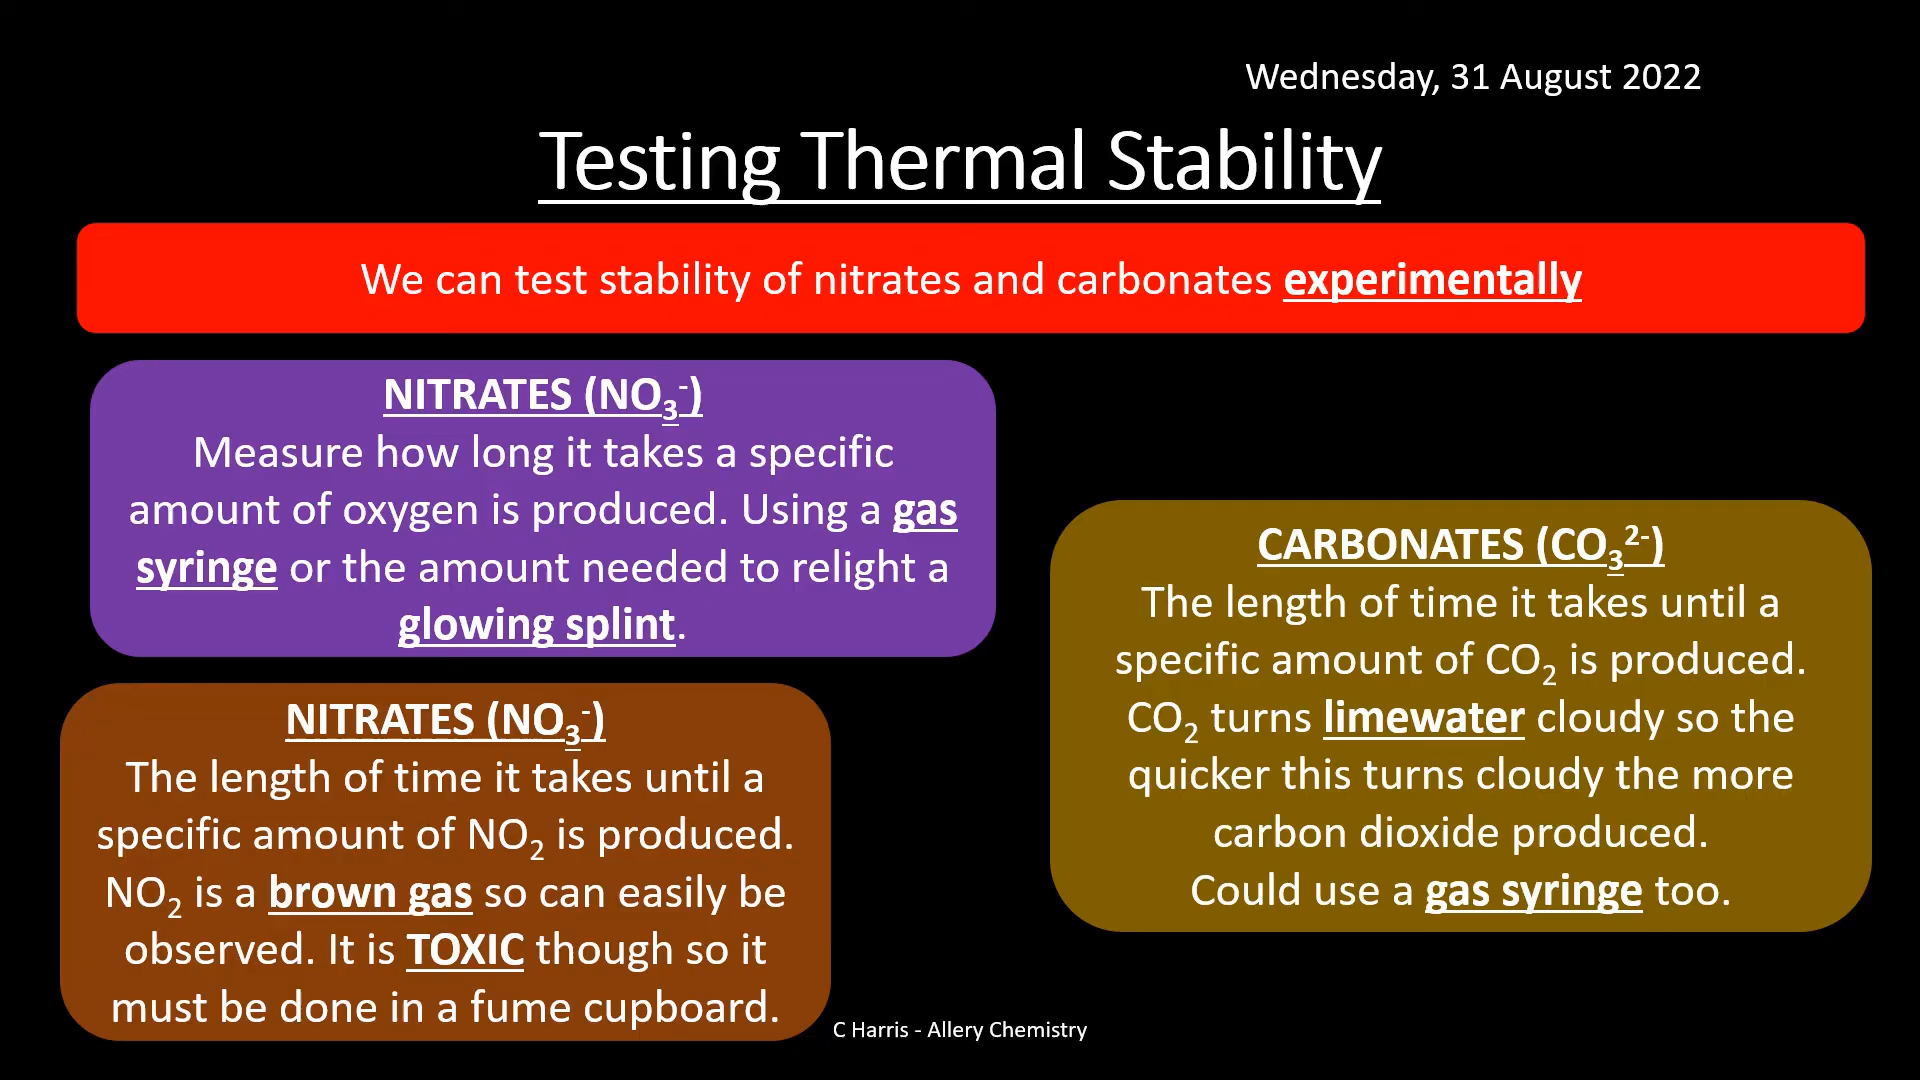 Wednesday, 31 August 2022
Testing Thermal Stability
We can test stability of nitrates and carbonates experimentally
NITRATES (NO₃⁻)
Measure how long it takes a specific
amount of oxygen is produced. Using a gas
syringe or the amount needed to relight a
glowing splint.
NITRATES (NO₃⁻)
The length of time it takes until a
specific amount of NO₂ is produced.
NO₂ is a brown gas so can easily be
observed. It is TOXIC though so it
must be done in a fume cupboard.
CARBONATES (CO₃²⁻)
The length of time it takes until a
specific amount of CO₂ is produced.
CO₂ turns limewater cloudy so the
quicker this turns cloudy the more
carbon dioxide produced.
Could use a gas syringe too.
C Harris - Allery Chemistry